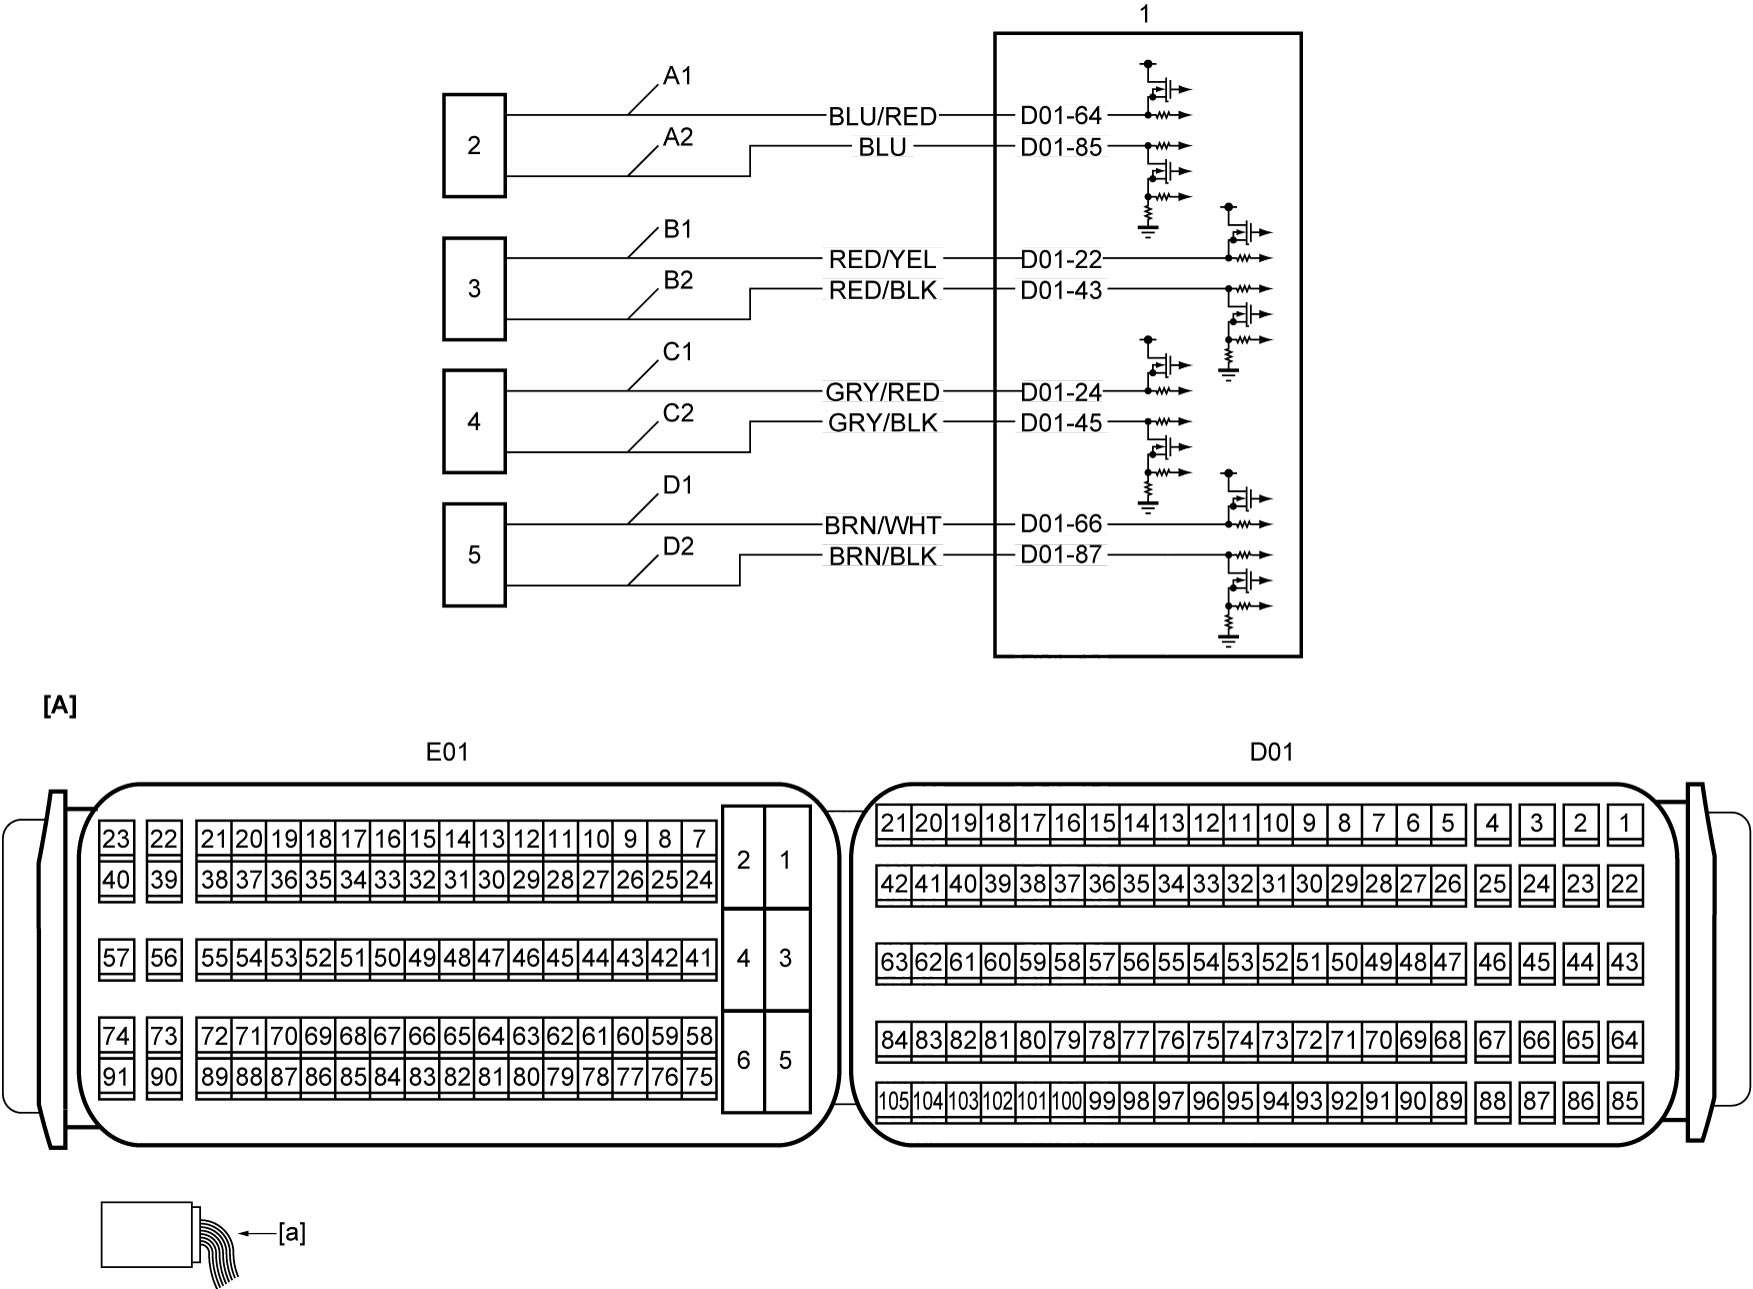 1
A1
BLU/RED D01-64
A2
2 BLU D01-85
B1
RED/YEL D01-22
B2
3 RED/BLK D01-43
C1
GRY/RED D01-24
C2
4 GRY/BLK D01-45
D1
BRN/WHT D01-66
D2
5 BRN/BLK D01-87
[A]
E01 D01
23 22 21 20 19 18 17 16 15 14 13 12 11 10 9 8 7
40 39 38 37 36 35 34 33 32 31 30 29 28 27 26 25 24
57 56 55 54 53 52 51 50 49 48 47 46 45 44 43 42 41
74 73 72 71 70 69 68 67 66 65 64 63 62 61 60 59 58
91 90 89 88 87 86 85 84 83 82 81 80 79 78 77 76 75
2 1
4 3
6 5
21 20 19 18 17 16 15 14 13 12 11 10 9 8 7 6 5 4 3 2 1
42 41 40 39 38 37 36 35 34 33 32 31 30 29 28 27 26 25 24 23 22
63 62 61 60 59 58 57 56 55 54 53 52 51 50 49 48 47 46 45 44 43
84 83 82 81 80 79 78 77 76 75 74 73 72 71 70 69 68 67 66 65 64
105 104 103 102 101 100 99 98 97 96 95 94 93 92 91 90 89 88 87 86 85
[a]